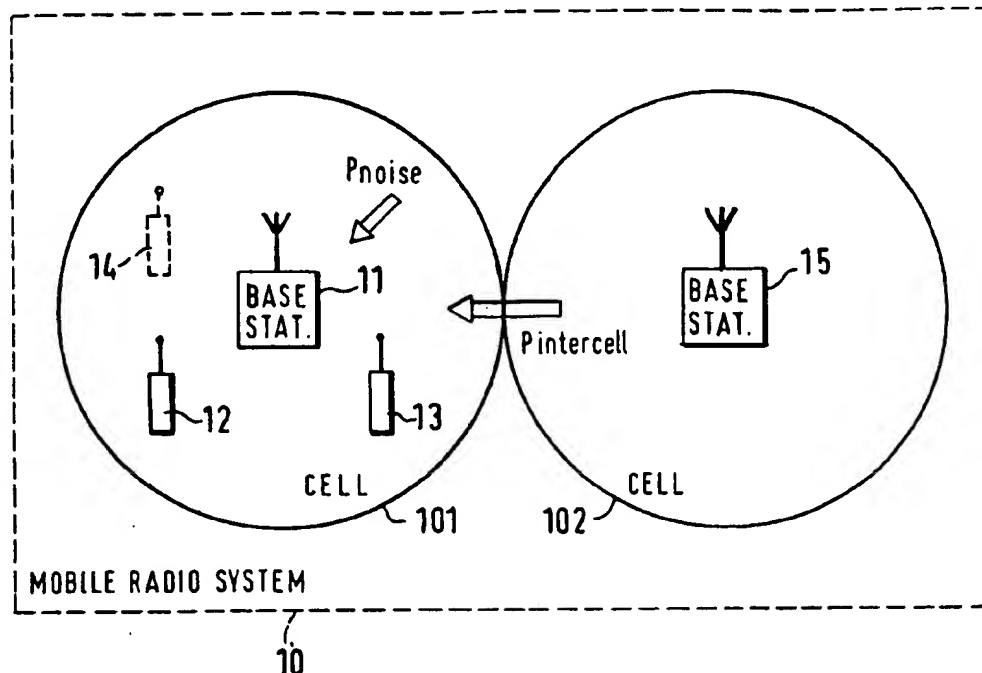 Pnoise
14
BASE
STAT.
11
BASE
STAT.
15
Pintercell
12
13
CELL
101
CELL
102
MOBILE RADIO SYSTEM
10